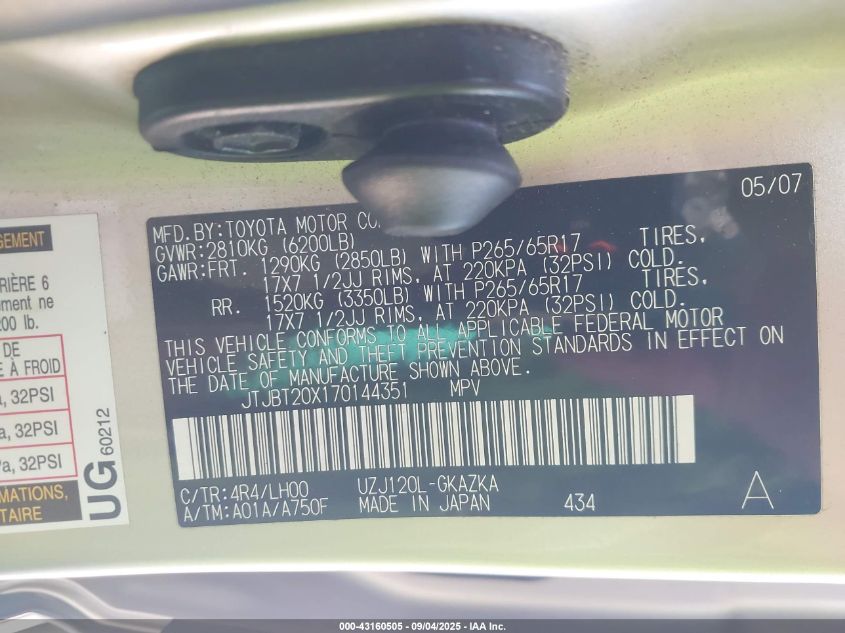 GEMENT
RIÈRE 6
ement ne
200 lb.
DE
E À FROID
a, 32PSI
a, 32PSI
a, 32PSI
MATIONS,
TAIRE
UG 60212
05/07
MFD.BY:TOYOTA MOTOR CO
GVWR:2810KG (6200LB)
GAWR:FRT. 1290KG (2850LB) WITH P265/65R17 TIRES,
17X7 1/2JJ RIMS, AT 220KPA (32PSI) COLD.
RR. 1520KG (3350LB) WITH P265/65R17 TIRES,
17X7 1/2JJ RIMS, AT 220KPA (32PSI) COLD.
THIS VEHICLE CONFORMS TO ALL APPLICABLE FEDERAL MOTOR
VEHICLE SAFETY AND THEFT PREVENTION STANDARDS IN EFFECT ON
THE DATE OF MANUFACTURE SHOWN ABOVE.
JTJBT20X170144351 MPV
C/TR:4R4/LH00 UZJ120L-GKAZKA
A/TM:A01A/A750F MADE IN JAPAN 434 A
000-43160505 - 09/04/2025 - IAA Inc.